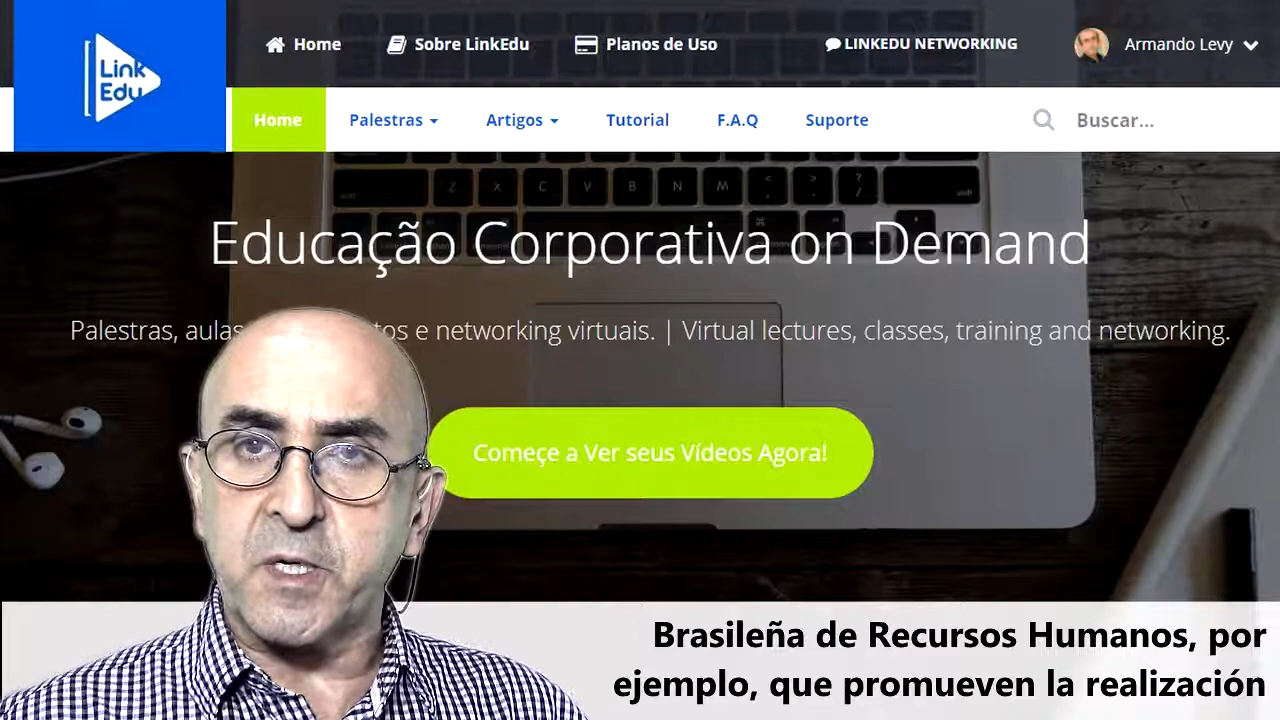 Link
Edu
Home
Sobre LinkEdu
Planos de Uso
LINKEDU NETWORKING
Armando Levy
Home
Palestras
Artigos
Tutorial
F.A.Q
Suporte
Buscar...
Z X C V B N M < > ? /
Educação Corporativa on Demand
Palestras, aulas tos e networking virtuais. | Virtual lectures, classes, training and networking.
Começe a Ver seus Vídeos Agora!
Brasileña de Recursos Humanos, por
ejemplo, que promueven la realización